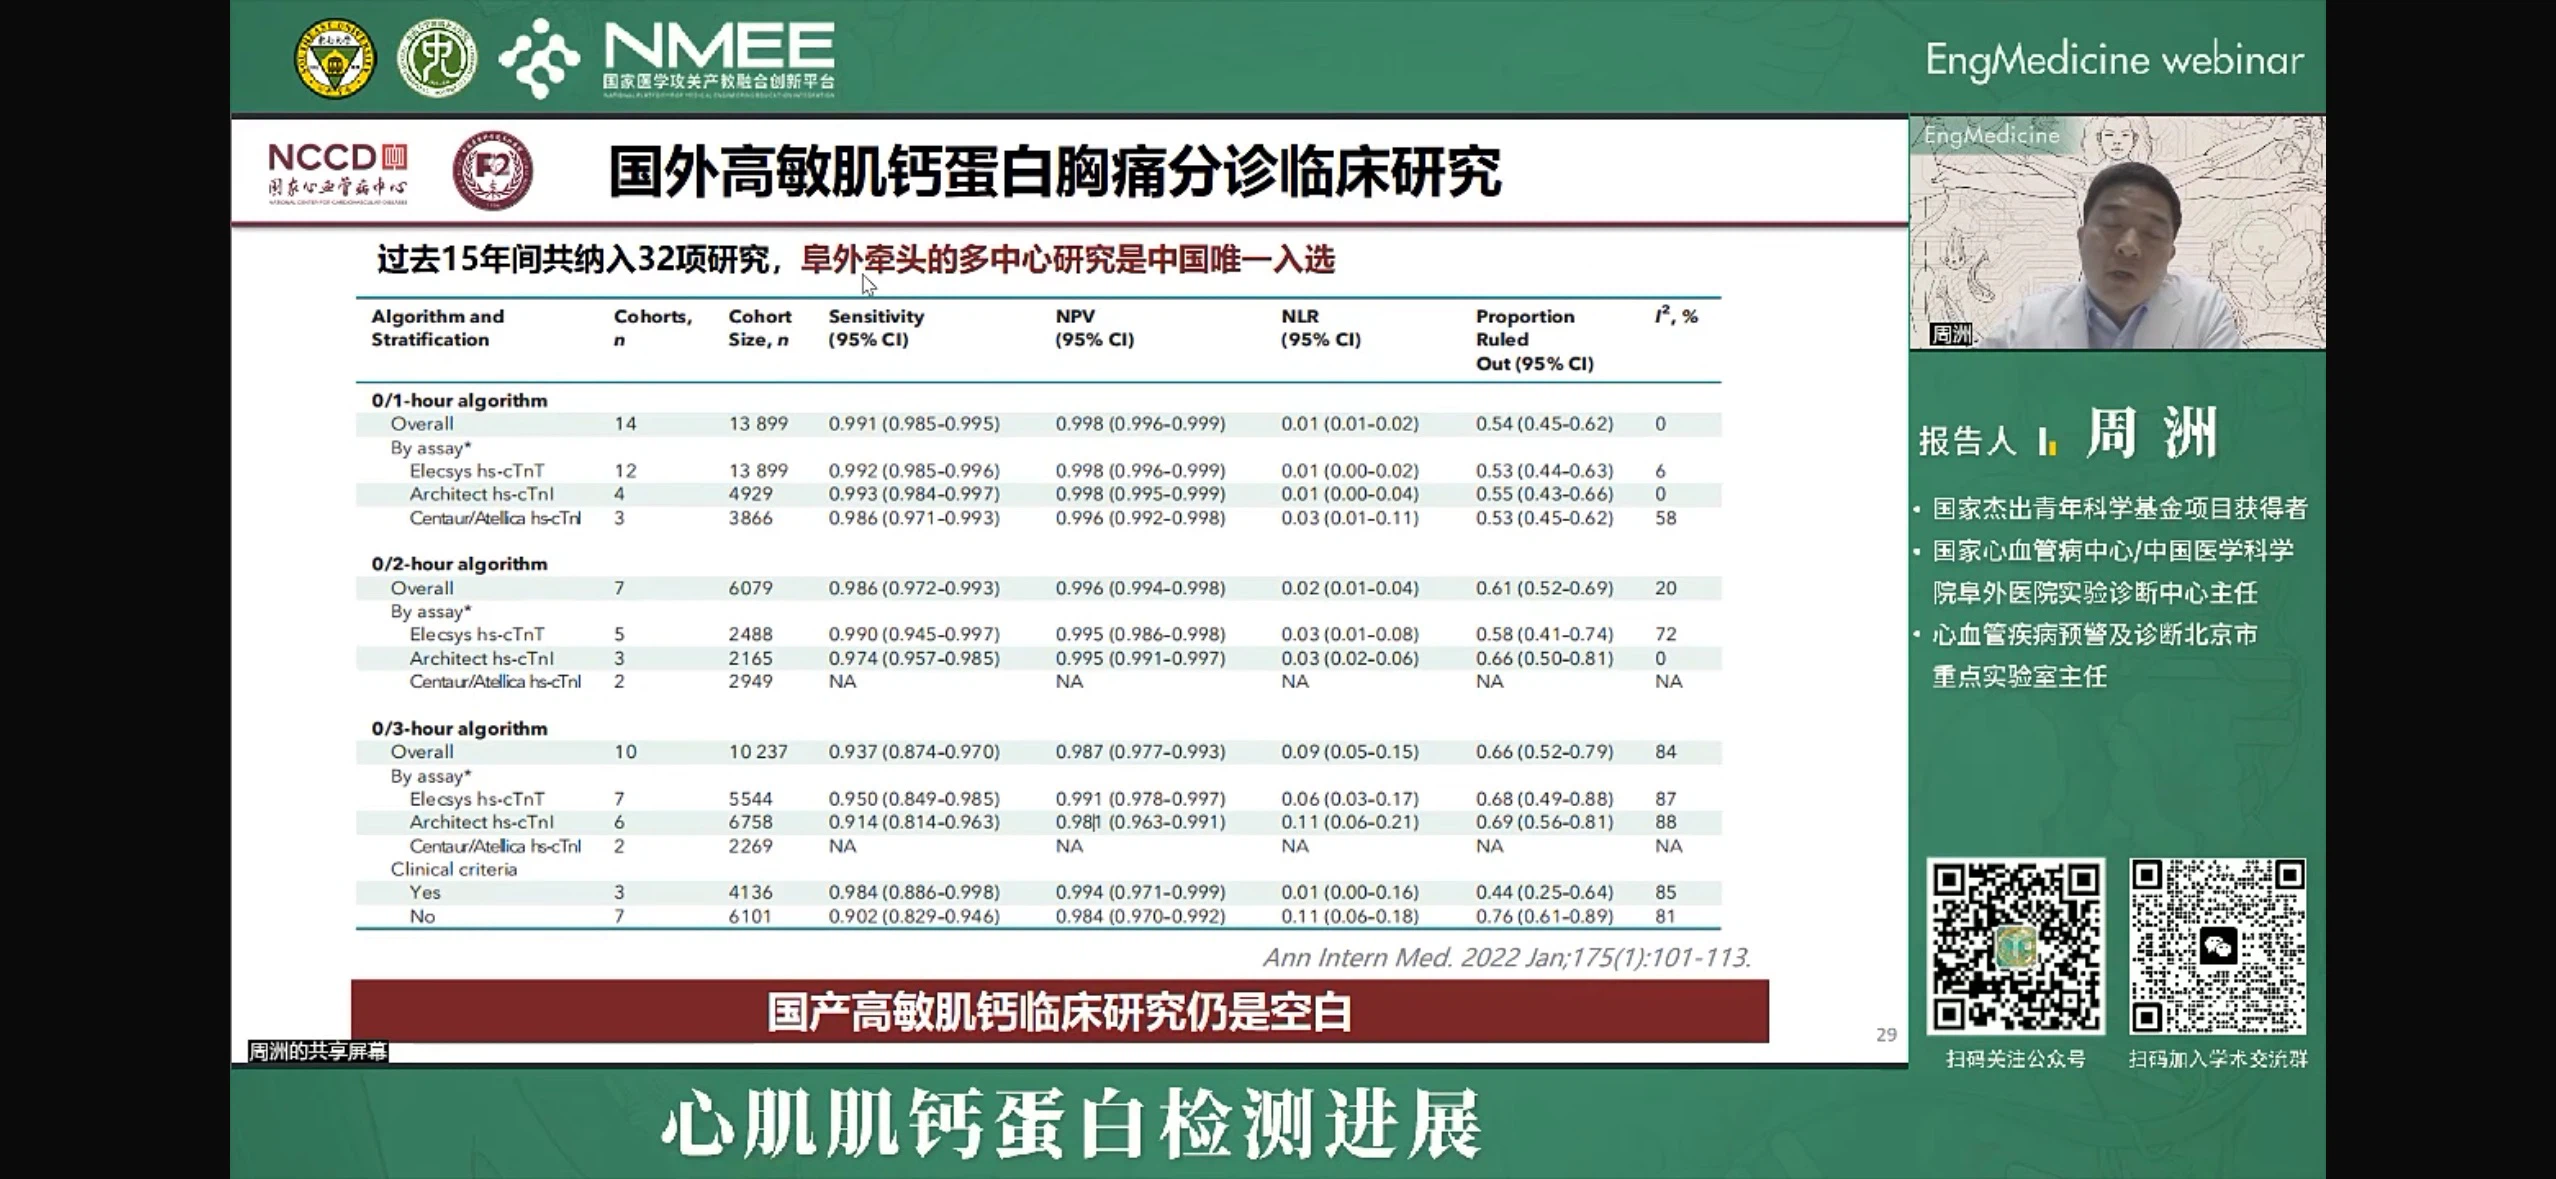 NMEE
国家医学攻关产教融合创新平台
EngMedicine webinar
NCCD
国家心血管病中心
NATIONAL CENTER FOR CARDIOVASCULAR DISEASES
国外高敏肌钙蛋白胸痛分诊临床研究
过去15年间共纳入32项研究，阜外牵头的多中心研究是中国唯一入选
Algorithm and Stratification Cohorts, n Cohort Size, n Sensitivity (95% CI) NPV (95% CI) NLR (95% CI) Proportion Ruled Out (95% CI) I², %
0/1-hour algorithm
Overall 14 13 899 0.991 (0.985–0.995) 0.998 (0.996–0.999) 0.01 (0.01–0.02) 0.54 (0.45–0.62) 0
By assay*
Elecsys hs-cTnT 12 13 899 0.992 (0.985–0.996) 0.998 (0.996–0.999) 0.01 (0.00–0.02) 0.53 (0.44–0.63) 6
Architect hs-cTnI 4 4929 0.993 (0.984–0.997) 0.998 (0.995–0.999) 0.01 (0.00–0.04) 0.55 (0.43–0.66) 0
Centaur/Atellica hs-cTnI 3 3866 0.986 (0.971–0.993) 0.996 (0.992–0.998) 0.03 (0.01–0.11) 0.53 (0.45–0.62) 58
0/2-hour algorithm
Overall 7 6079 0.986 (0.972–0.993) 0.996 (0.994–0.998) 0.02 (0.01–0.04) 0.61 (0.52–0.69) 20
By assay*
Elecsys hs-cTnT 5 2488 0.990 (0.945–0.997) 0.995 (0.986–0.998) 0.03 (0.01–0.08) 0.58 (0.41–0.74) 72
Architect hs-cTnI 3 2165 0.974 (0.957–0.985) 0.995 (0.991–0.997) 0.03 (0.02–0.06) 0.66 (0.50–0.81) 0
Centaur/Atellica hs-cTnI 2 2949 NA NA NA NA NA
0/3-hour algorithm
Overall 10 10 237 0.937 (0.874–0.970) 0.987 (0.977–0.993) 0.09 (0.05–0.15) 0.66 (0.52–0.79) 84
By assay*
Elecsys hs-cTnT 7 5544 0.950 (0.849–0.985) 0.991 (0.978–0.997) 0.06 (0.03–0.17) 0.68 (0.49–0.88) 87
Architect hs-cTnI 6 6758 0.914 (0.814–0.963) 0.981 (0.963–0.991) 0.11 (0.06–0.21) 0.69 (0.56–0.81) 88
Centaur/Atellica hs-cTnI 2 2269 NA NA NA NA NA
Clinical criteria
Yes 3 4136 0.984 (0.886–0.998) 0.994 (0.971–0.999) 0.01 (0.00–0.16) 0.44 (0.25–0.64) 85
No 7 6101 0.902 (0.829–0.946) 0.984 (0.970–0.992) 0.11 (0.06–0.18) 0.76 (0.61–0.89) 81
Ann Intern Med. 2022 Jan;175(1):101-113.
国产高敏肌钙临床研究仍是空白
29
周洲的共享屏幕
EngMedicine
周洲
报告人 周 洲
• 国家杰出青年科学基金项目获得者
• 国家心血管病中心/中国医学科学
院阜外医院实验诊断中心主任
• 心血管疾病预警及诊断北京市
重点实验室主任
扫码关注公众号
扫码加入学术交流群
心肌肌钙蛋白检测进展